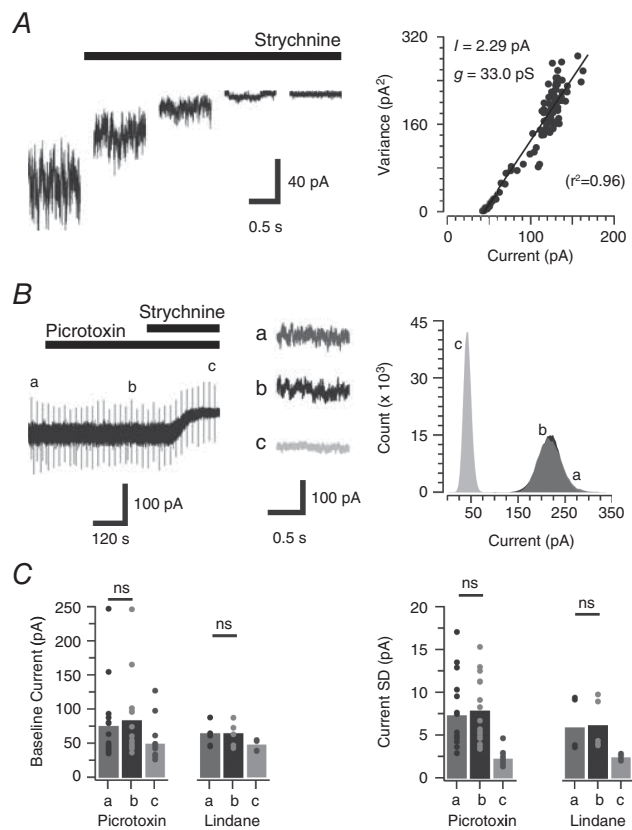 A
Strychnine
40 pA
0.5 s
Variance (pA²)
320
160
0
I = 2.29 pA
g = 33.0 pS
(r²=0.96)
0 100 200
Current (pA)
B
Strychnine
Picrotoxin
a b c
100 pA
120 s
a
b
c
100 pA
0.5 s
Count (x 10³)
45
30
15
0
c
b
a
50 150 250 350
Current (pA)
C
Baseline Current (pA)
250
200
150
100
50
0
ns
ns
a b c a b c
Picrotoxin Lindane
Current SD (pA)
20
15
10
5
0
ns
ns
a b c a b c
Picrotoxin Lindane